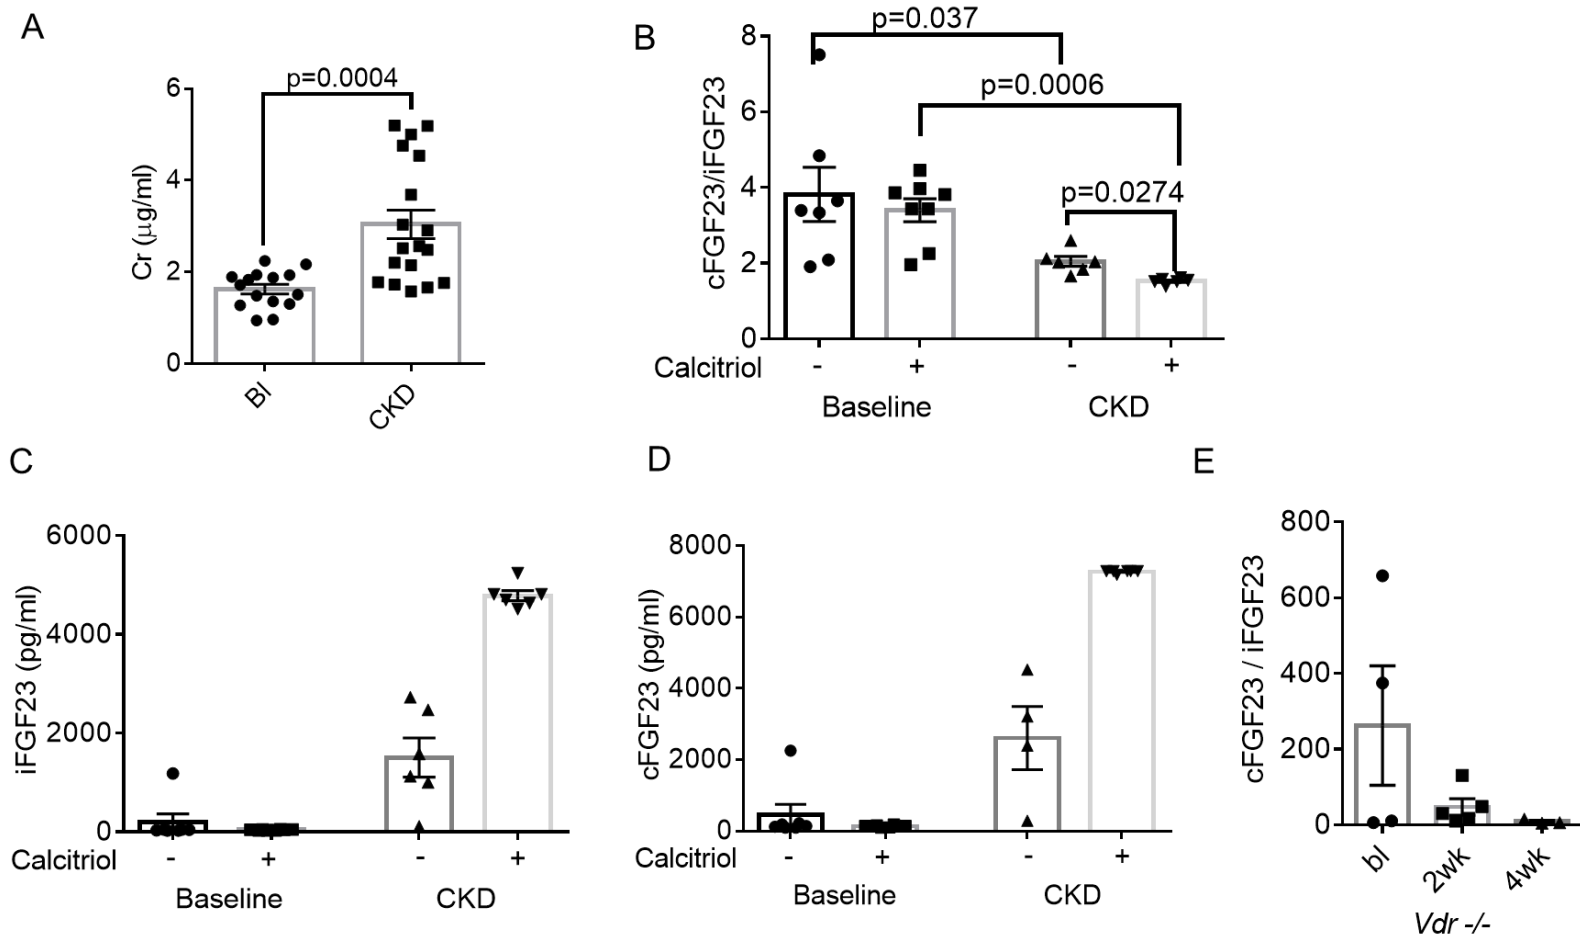 A
Cr (μg/ml)
6
4
2
0
p=0.0004
Bl
CKD
B
cFGF23/iFGF23
8
6
4
2
0
p=0.037
p=0.0006
p=0.0274
Calcitriol - + - +
Baseline CKD
C
iFGF23 (pg/ml)
6000
4000
2000
0
Calcitriol - + - +
Baseline CKD
D
cFGF23 (pg/ml)
8000
6000
4000
2000
0
Calcitriol - + - +
Baseline CKD
E
cFGF23 / iFGF23
800
600
400
200
0
bl
2wk
4wk
Vdr -/-